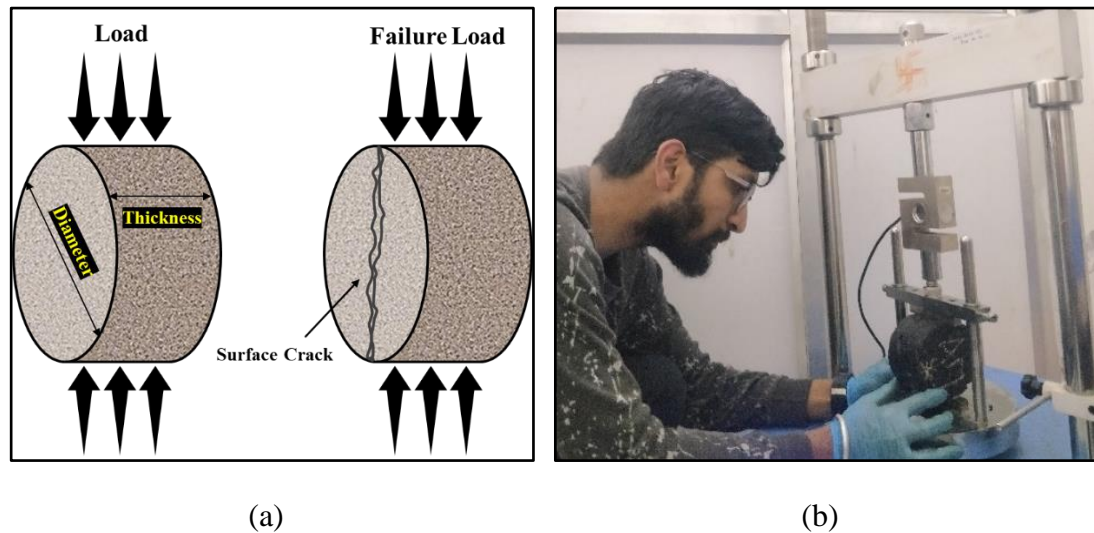 Load
Failure Load
Diameter
Thickness
Surface Crack
(a)
(b)